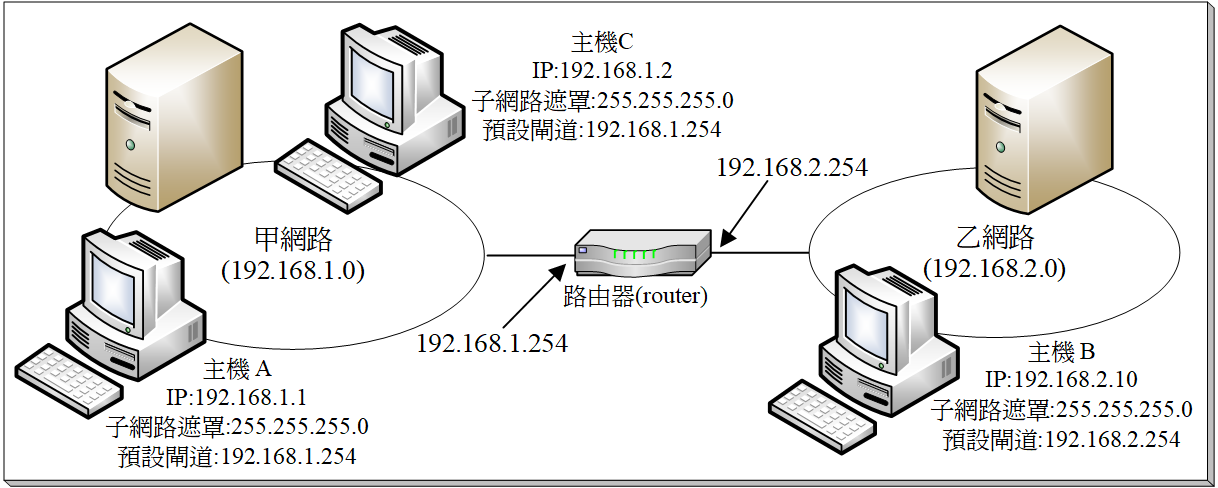 主機C
IP:192.168.1.2
子網路遮罩:255.255.255.0
預設閘道:192.168.1.254
192.168.2.254
甲網路
(192.168.1.0)
乙網路
(192.168.2.0)
路由器(router)
192.168.1.254
主機 A
IP:192.168.1.1
子網路遮罩:255.255.255.0
預設閘道:192.168.1.254
主機 B
IP:192.168.2.10
子網路遮罩:255.255.255.0
預設閘道:192.168.2.254